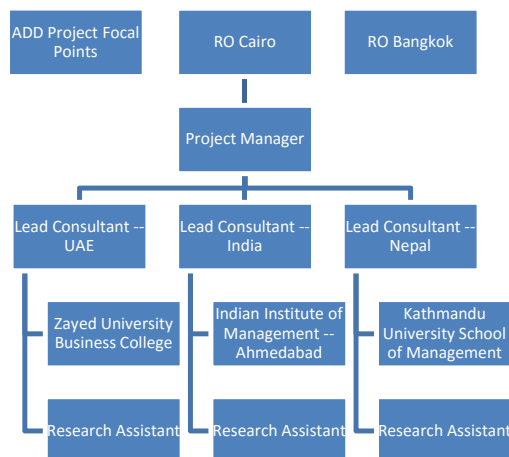 ADD Project Focal
Points
RO Cairo
RO Bangkok
Project Manager
Lead Consultant --
UAE
Lead Consultant --
India
Lead Consultant --
Nepal
Zayed University
Business College
Indian Institute of
Management --
Ahmedabad
Kathmandu
University School
of Management
Research Assistant
Research Assistant
Research Assistant